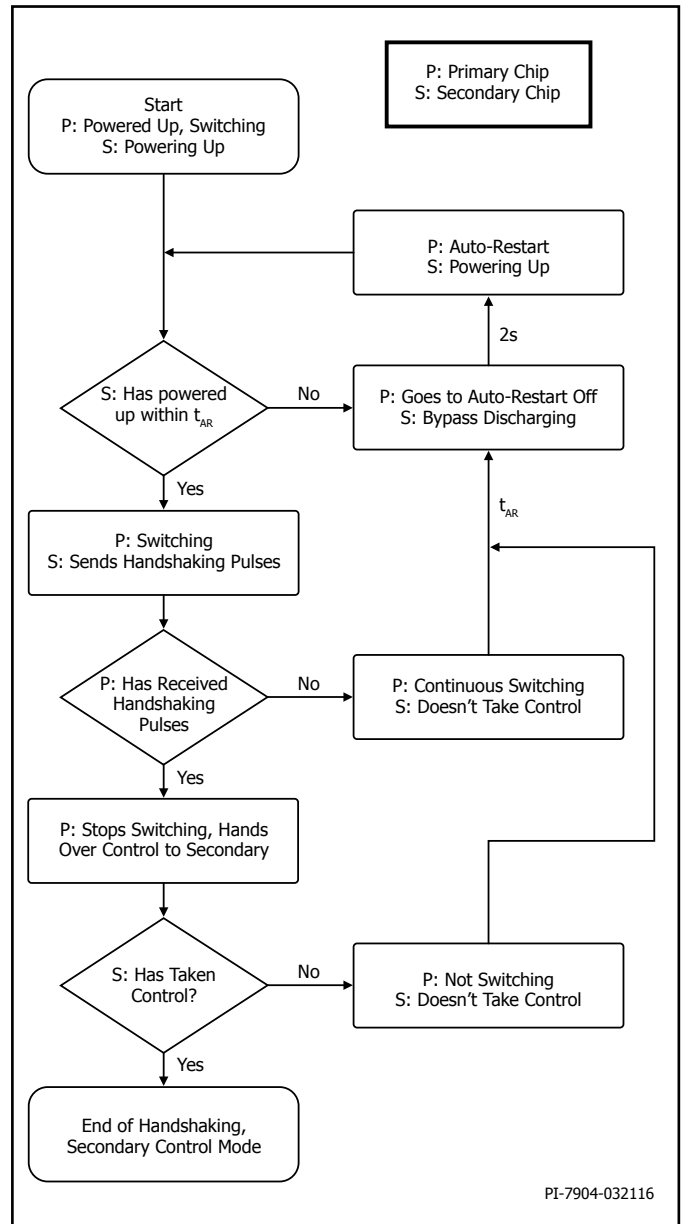 P: Primary Chip
S: Secondary Chip
Start
P: Powered Up, Switching
S: Powering Up
P: Auto-Restart
S: Powering Up
2s
S: Has powered
up within tAR
No
P: Goes to Auto-Restart Off
S: Bypass Discharging
Yes
tAR
P: Switching
S: Sends Handshaking Pulses
P: Has Received
Handshaking
Pulses
No
P: Continuous Switching
S: Doesn’t Take Control
Yes
P: Stops Switching, Hands
Over Control to Secondary
S: Has Taken
Control?
No
P: Not Switching
S: Doesn’t Take Control
Yes
End of Handshaking,
Secondary Control Mode
PI-7904-032116